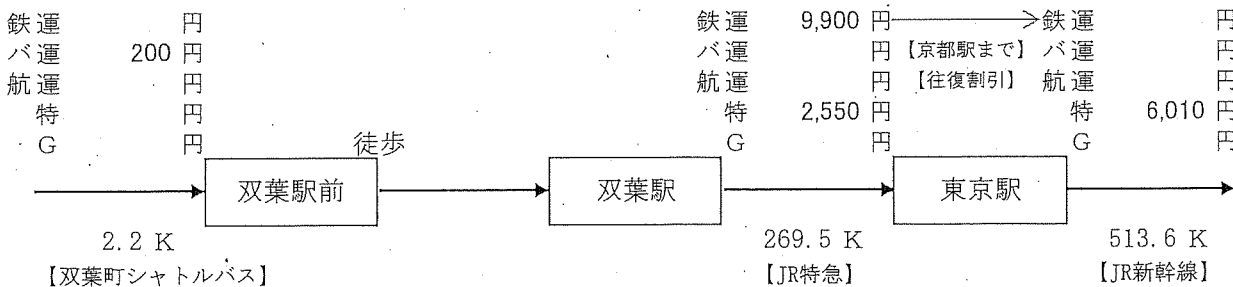 鉄運 円
バ運 200 円
航運 円
特 円
G 円
徒歩
双葉駅前
2.2 K
【双葉町シャトルバス】
双葉駅
鉄運 9,900 円
バ運 円
航運 円
特 2,550 円
G 円
【京都駅まで】
【往復割引】
269.5 K
【JR特急】
東京駅
鉄運 円
バ運 円
航運 円
特 6,010 円
G 円
513.6 K
【JR新幹線】